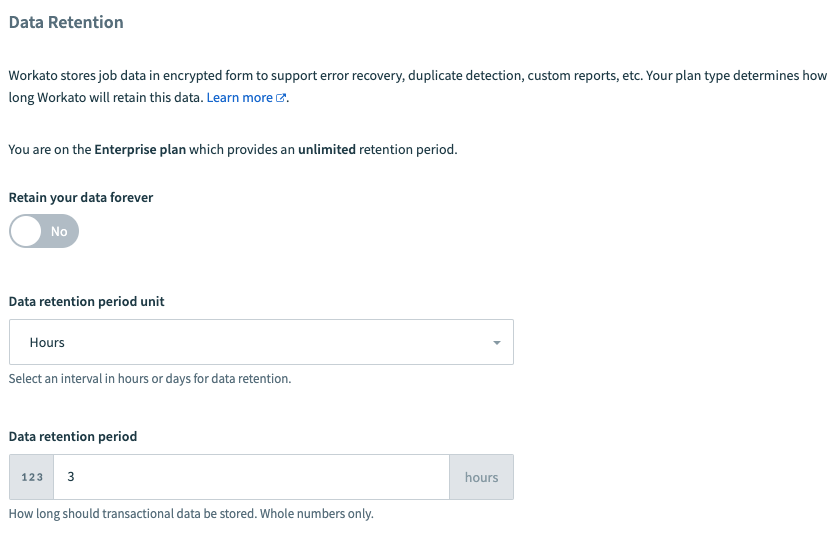 Data Retention
Workato stores job data in encrypted form to support error recovery, duplicate detection, custom reports, etc. Your plan type determines how
long Workato will retain this data. Learn more.
You are on the Enterprise plan which provides an unlimited retention period.
Retain your data forever
No
Data retention period unit
Hours
Select an interval in hours or days for data retention.
Data retention period
123 3 hours
How long should transactional data be stored. Whole numbers only.